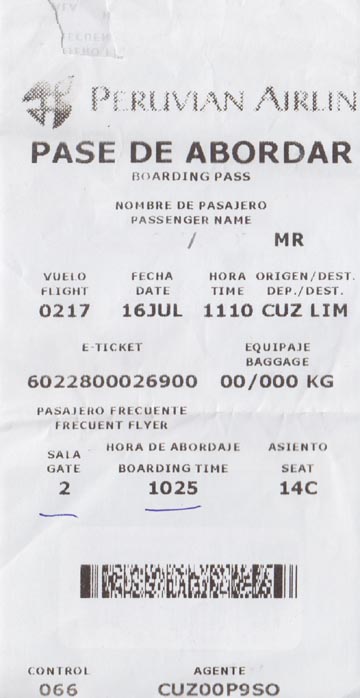 PERUVIAN AIRLIN
PASE DE ABORDAR
BOARDING PASS
NOMBRE DE PASAJERO
PASSENGER NAME
/ MR
VUELO FECHA HORA ORIGEN/DEST.
FLIGHT DATE TIME DEP./DEST.
0217 16JUL 1110 CUZ LIM
E-TICKET EQUIPAJE
BAGGAGE
6022800026900 00/000 KG
PASAJERO FRECUENTE
FRECUENT FLYER
SALA HORA DE ABORDAJE ASIENTO
GATE BOARDING TIME SEAT
2 1025 14C
CONTROL AGENTE
066 CUZ00P9SO